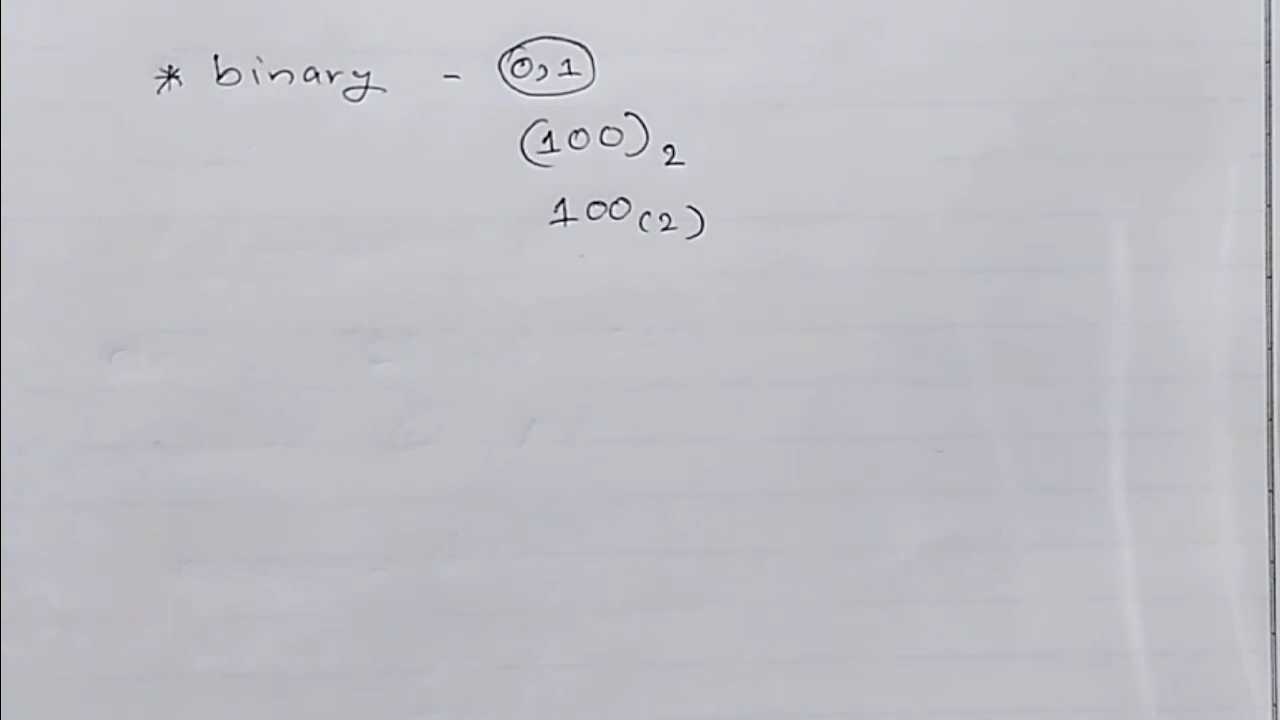 * binary - 0,1
(100)₂
100(2)